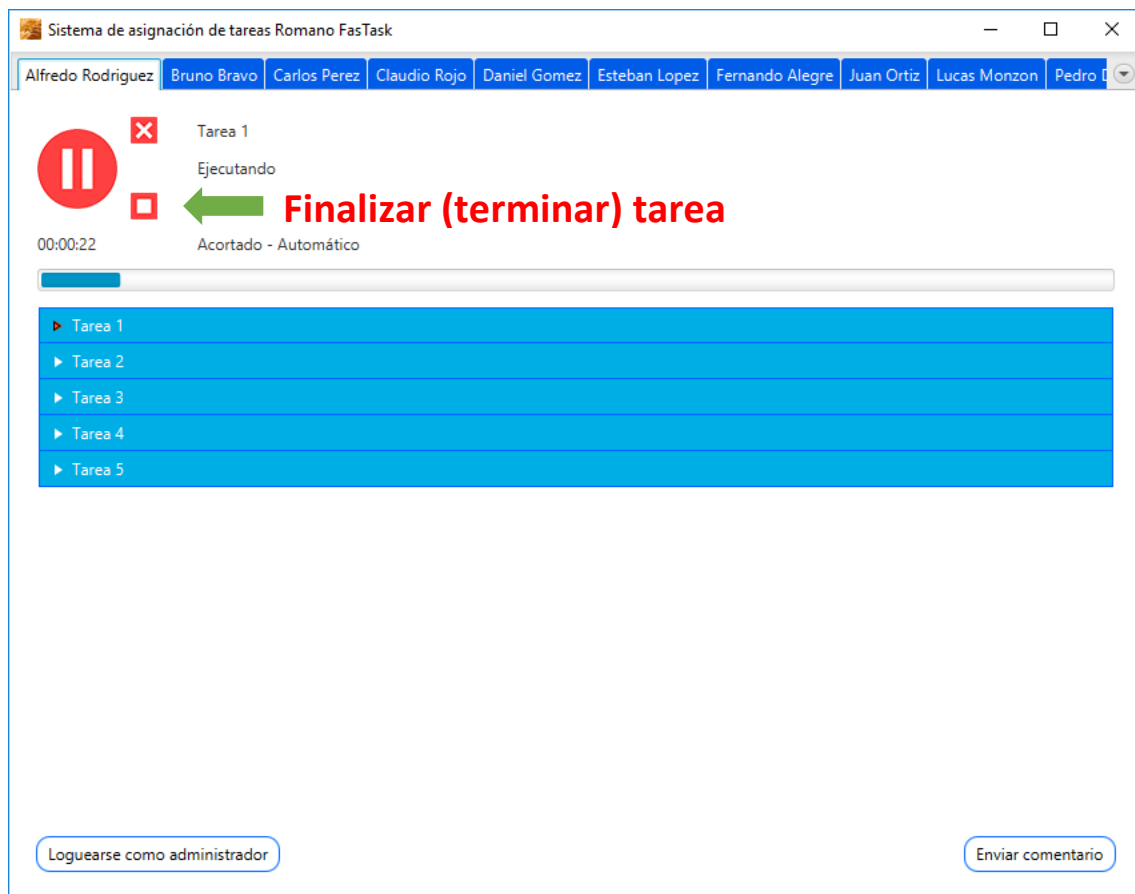 Sistema de asignación de tareas Romano FasTask
Alfredo Rodriguez Bruno Bravo Carlos Perez Claudio Rojo Daniel Gomez Esteban Lopez Fernando Alegre Juan Ortiz Lucas Monzon Pedro
Tarea 1
Ejecutando
Finalizar (terminar) tarea
00:00:22 Acortado - Automático
Tarea 1
Tarea 2
Tarea 3
Tarea 4
Tarea 5
Loguearse como administrador Enviar comentario